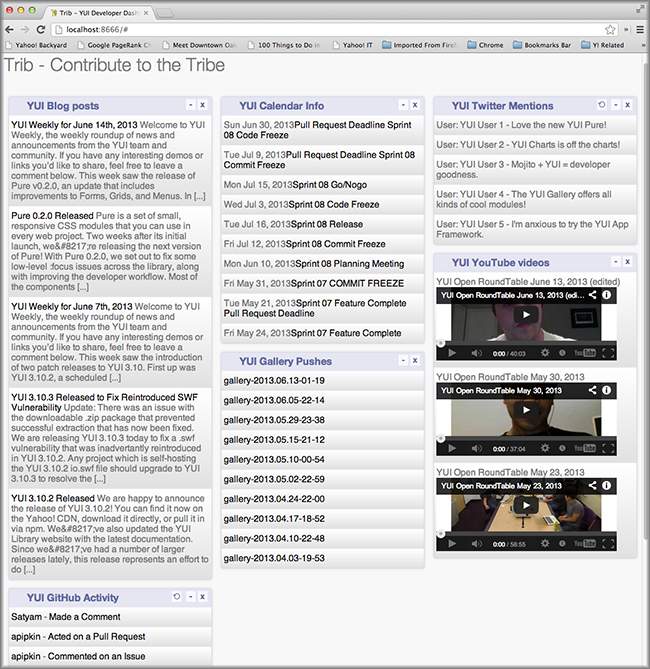 Trib - YUI Developer Dash
localhost:8666/#
Yahoo! Backyard
Google PageRank Ch
Meet Downtown Oak
100 Things to Do in
Yahoo! IT
Imported From Firef
Chrome
Bookmarks Bar
Y! Related
»
Trib - Contribute to the Tribe
YUI Blog posts
- x
YUI Weekly for June 14th, 2013 Welcome to YUI
Weekly, the weekly roundup of news and
announcements from the YUI team and
community. If you have any interesting demos or
links you'd like to share, feel free to leave a
comment below. This week saw the release of
Pure v0.2.0, an update that includes
improvements to Forms, Grids, and Menus. In [...]
Pure 0.2.0 Released Pure is a set of small,
responsive CSS modules that you can use in
every web project. Two weeks after its initial
launch, we&#8217;re releasing the next version
of Pure! With Pure 0.2.0, we set out to fix some
low-level :focus issues across the library, along
with improving the developer workflow. Most of
the components [...]
YUI Weekly for June 7th, 2013 Welcome to YUI
Weekly, the weekly roundup of news and
announcements from the YUI team and
community. If you have any interesting demos or
links you'd like to share, feel free to leave a
comment below. This week saw the introduction
of two patch releases to YUI 3.10. First up was
YUI 3.10.2, a scheduled [...]
YUI 3.10.3 Released to Fix Reintroduced SWF
Vulnerability Update: There was an issue with
the downloadable .zip package that prevented
successful extraction that has now been fixed.
We are releasing YUI 3.10.3 today to fix a .swf
vulnerability that was inadvertantly reintroduced
in YUI 3.10.2. Any project which is self-hosting
the YUI 3.10.2 io.swf file should upgrade to YUI
3.10.3 to resolve the [...]
YUI 3.10.2 Released We are happy to announce
the release of YUI 3.10.2! You can find it now on
the Yahoo! CDN, download it directly, or pull it in
via npm. We&#8217;ve also updated the YUI
Library website with the latest documentation.
Since we&#8217;ve had a number of larger
releases lately, this release represents an effort to
do [...]
YUI GitHub Activity
- x
Satyam - Made a Comment
apipkin - Acted on a Pull Request
apipkin - Commented on an Issue
YUI Calendar Info
- x
Sun Jun 30, 2013Pull Request Deadline Sprint
08 Code Freeze
Tue Jul 9, 2013Pull Request Deadline Sprint 08
Commit Freeze
Mon Jul 15, 2013Sprint 08 Go/Nogo
Wed Jul 3, 2013Sprint 08 Code Freeze
Tue Jul 16, 2013Sprint 08 Release
Fri Jul 12, 2013Sprint 08 Commit Freeze
Mon Jun 10, 2013Sprint 08 Planning Meeting
Fri May 31, 2013Sprint 07 COMMIT FREEZE
Tue May 21, 2013Sprint 07 Feature Complete
Pull Request Deadline
Fri May 24, 2013Sprint 07 Feature Complete
YUI Gallery Pushes
- x
gallery-2013.06.13-01-19
gallery-2013.06.05-22-14
gallery-2013.05.29-23-38
gallery-2013.05.15-21-12
gallery-2013.05.10-00-54
gallery-2013.05.02-22-59
gallery-2013.04.24-22-00
gallery-2013.04.17-18-52
gallery-2013.04.10-22-48
gallery-2013.04.03-19-53
YUI Twitter Mentions
- x
User: YUI User 1 - Love the new YUI Pure!
User: YUI User 2 - YUI Charts is off the charts!
User: YUI User 3 - Mojito + YUI = developer
goodness.
User: YUI User 4 - The YUI Gallery offers all
kinds of cool modules!
User: YUI User 5 - I'm anxious to try the YUI App
Framework.
YUI YouTube videos
- x
YUI Open RoundTable June 13, 2013 (edited)
YUI Open RoundTable June 13, 2013 (edi...
0:00 / 40:03
YouTube
YUI Open RoundTable May 30, 2013
YUI Open RoundTable May 30, 2013
0:00 / 37:04
YouTube
YUI Open RoundTable May 23, 2013
YUI Open RoundTable May 23, 2013
0:00 / 58:55
YouTube